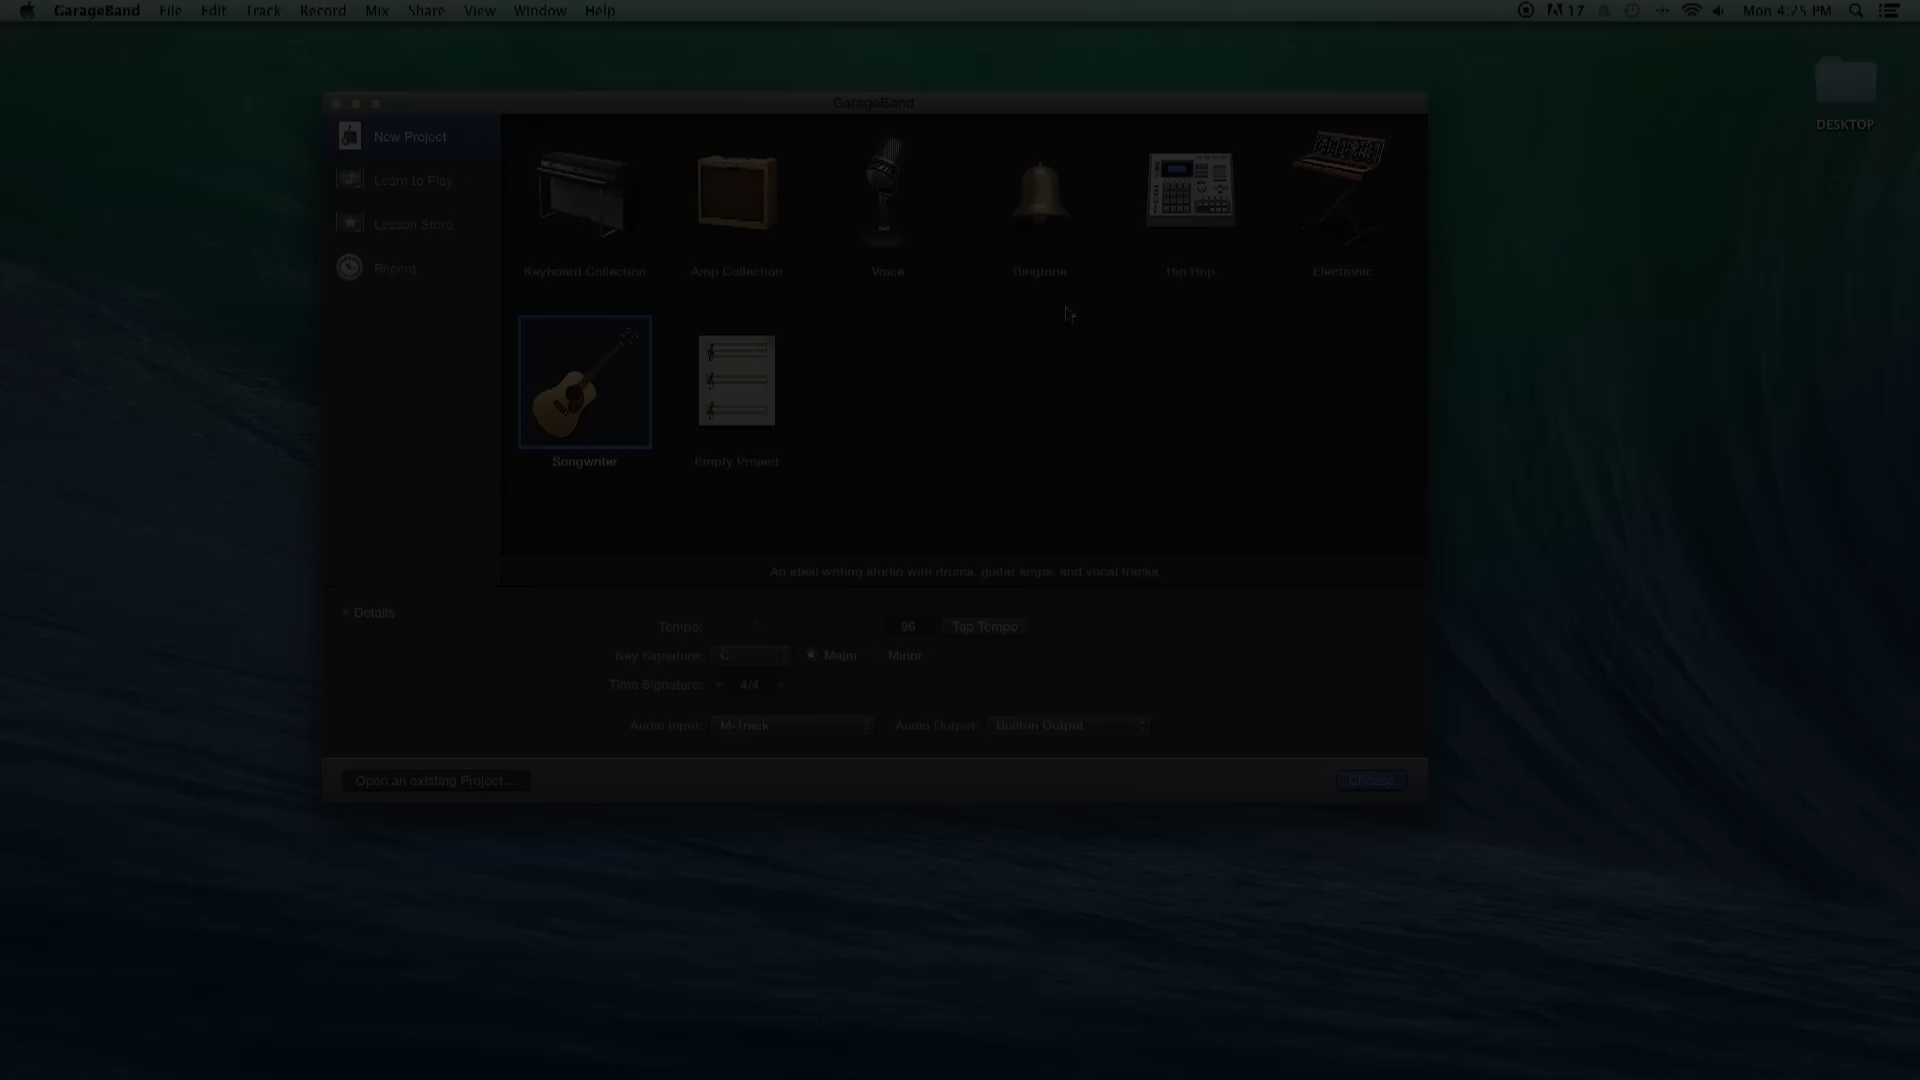 GarageBand File Edit Track Record Mix Share View Window Help 17 Mon 4:25 PM
GarageBand
DESKTOP
New Project
Learn to Play
Lesson Store
Recent
Keyboard Collection Amp Collection Voice Ringtone Hip Hop Electronic
Songwriter Empty Project
An ideal writing studio with drums, guitar amps, and vocal tracks.
Details
Tempo: 96 Tap Tempo
Key Signature: C Major Minor
Time Signature: 4/4
Audio Input: M-Track Audio Output: Built-in Output
Open an existing Project... Choose